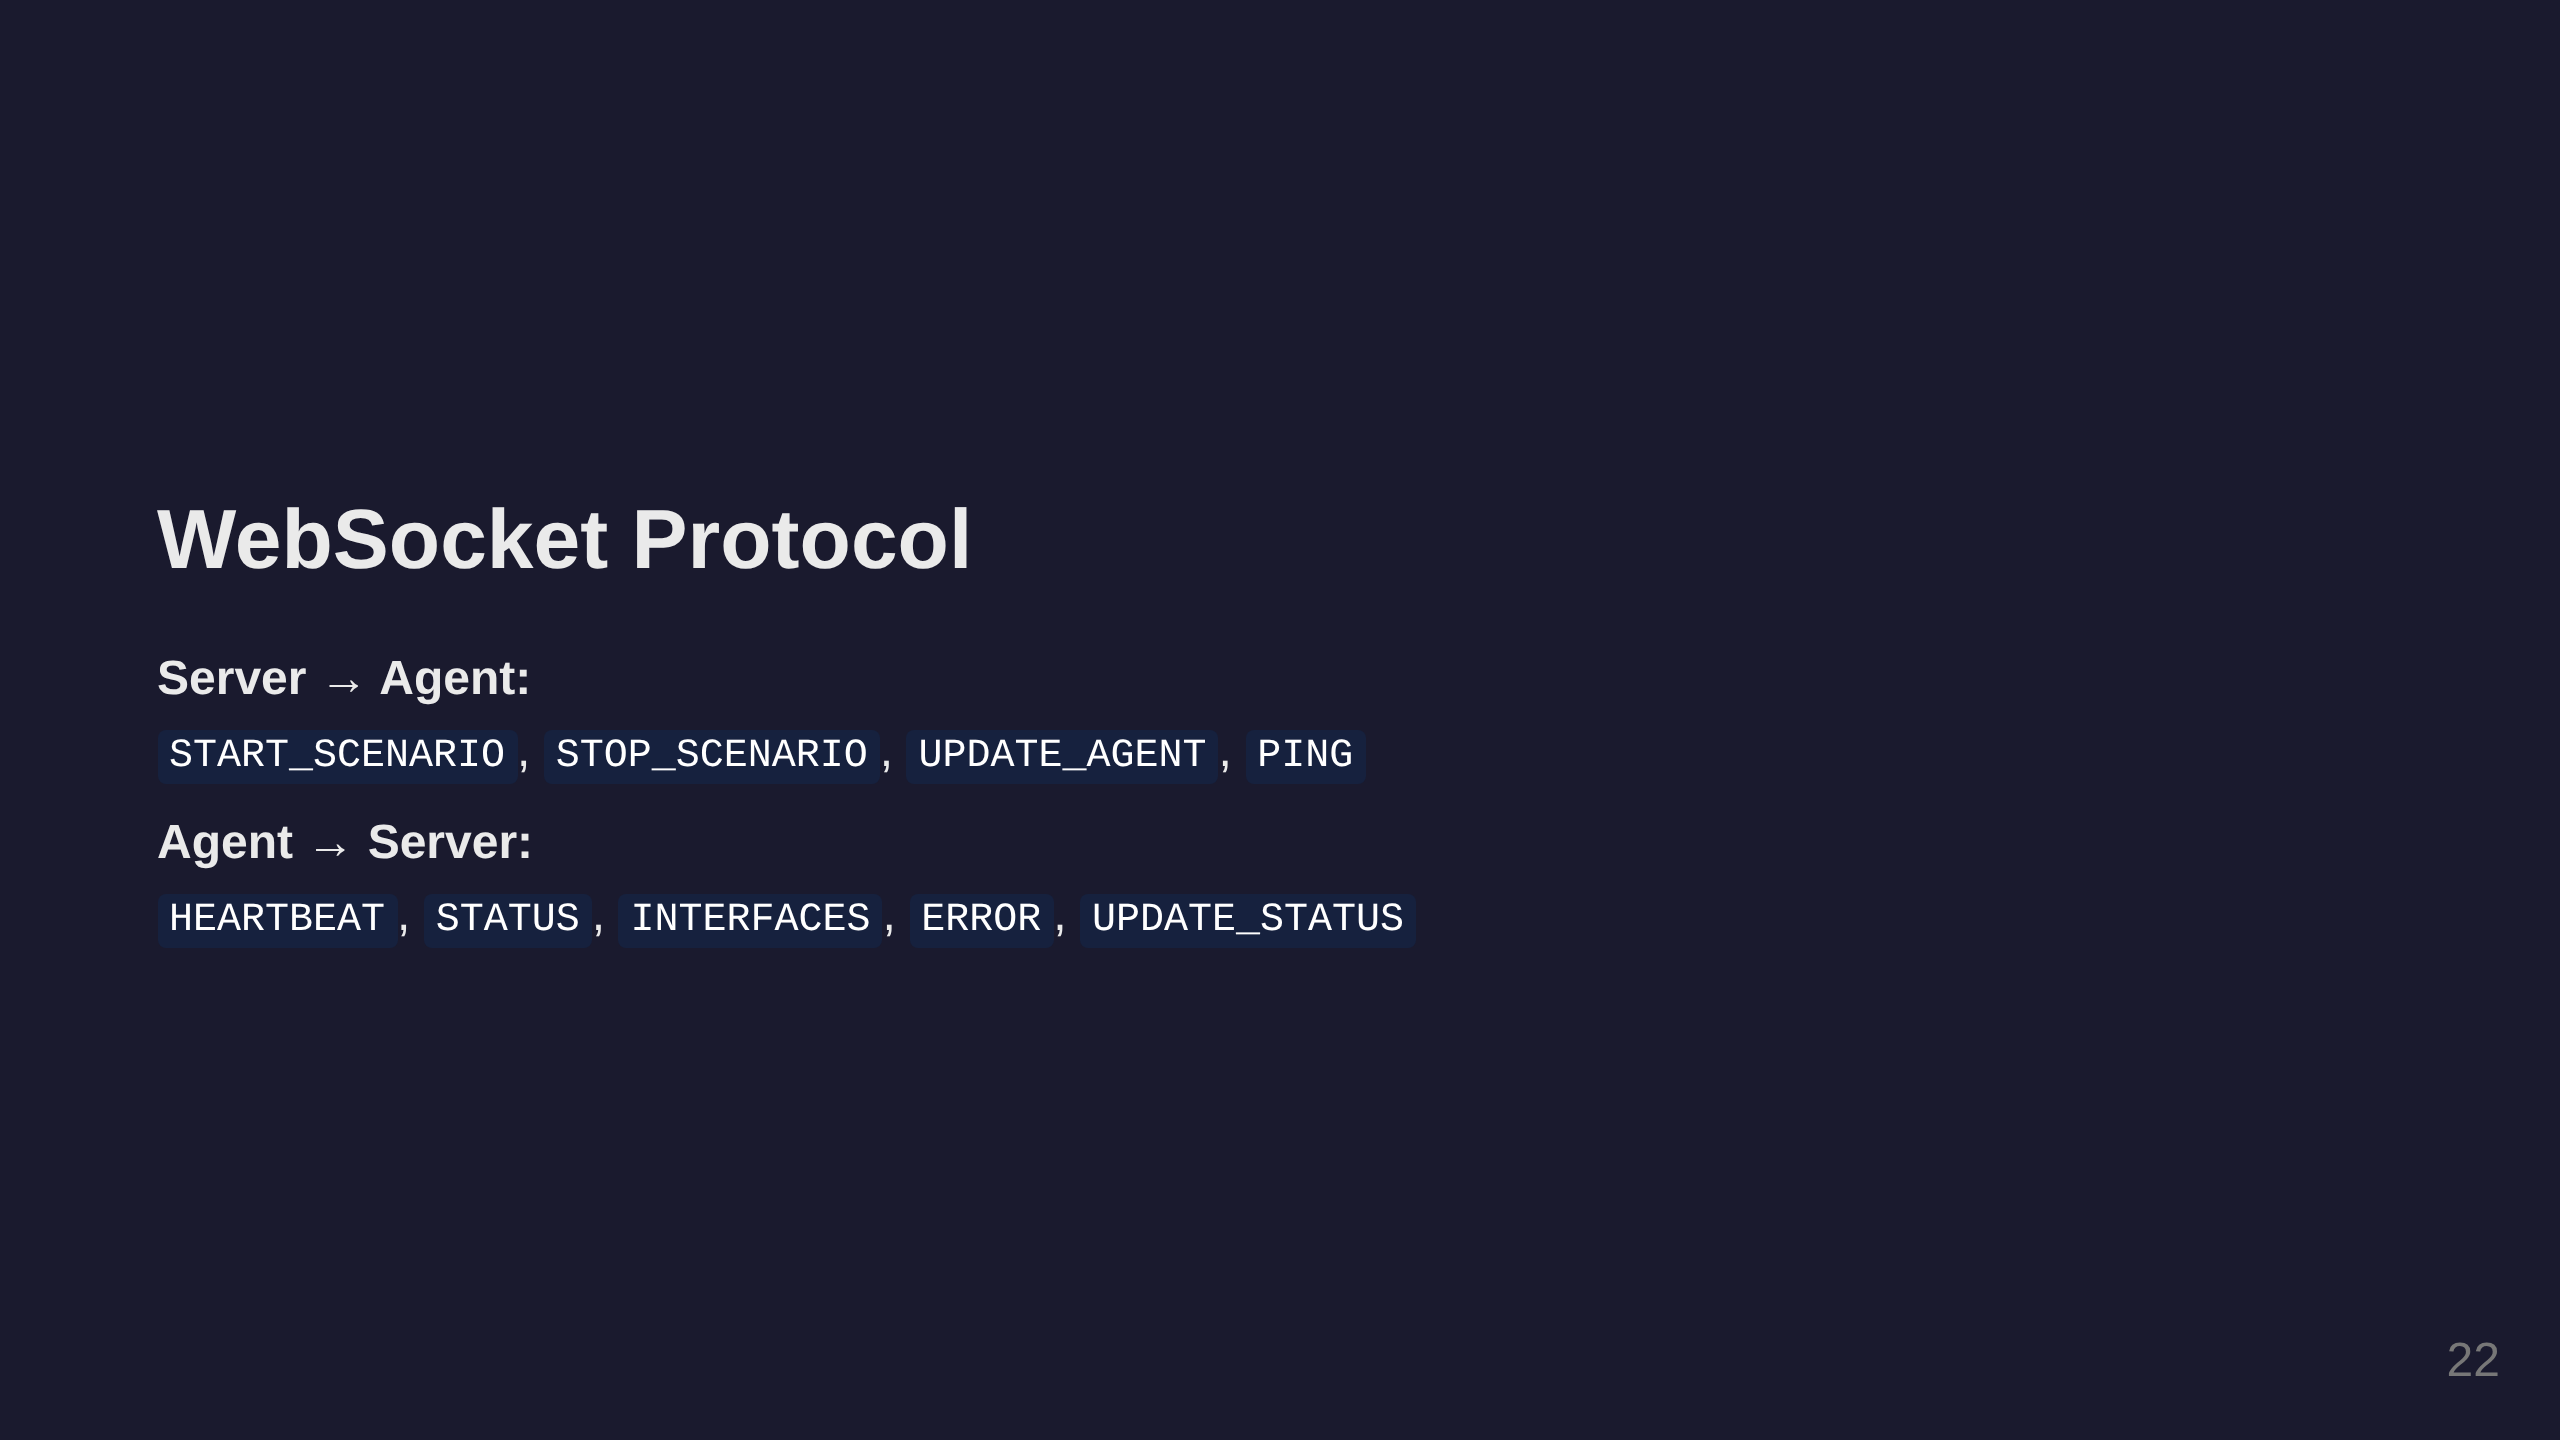 WebSocket Protocol
Server → Agent:
START_SCENARIO, STOP_SCENARIO, UPDATE_AGENT, PING
Agent → Server:
HEARTBEAT, STATUS, INTERFACES, ERROR, UPDATE_STATUS
22